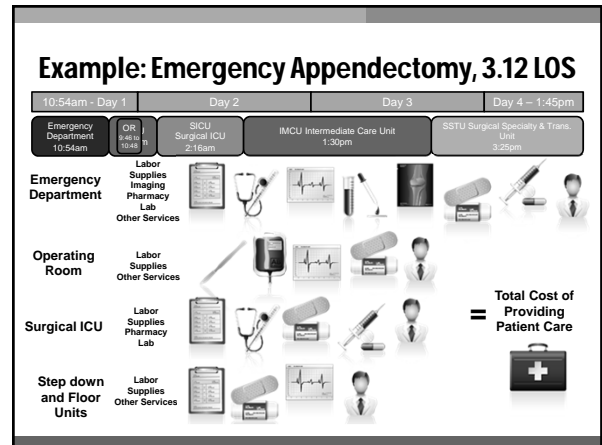 Example: Emergency Appendectomy, 3.12 LOS
10:54am - Day 1
Day 2
Day 3
Day 4 – 1:45pm
Emergency
Department
10:54am
OR
9:46 to
10:48
SICU
Surgical ICU
2:16am
IMCU Intermediate Care Unit
1:30pm
SSTU Surgical Specialty & Trans.
Unit
3:25pm
Emergency
Department
Labor
Supplies
Imaging
Pharmacy
Lab
Other Services
Operating
Room
Labor
Supplies
Other Services
Surgical ICU
Labor
Supplies
Pharmacy
Lab
Step down
and Floor
Units
Labor
Supplies
Other Services
=
Total Cost of
Providing
Patient Care